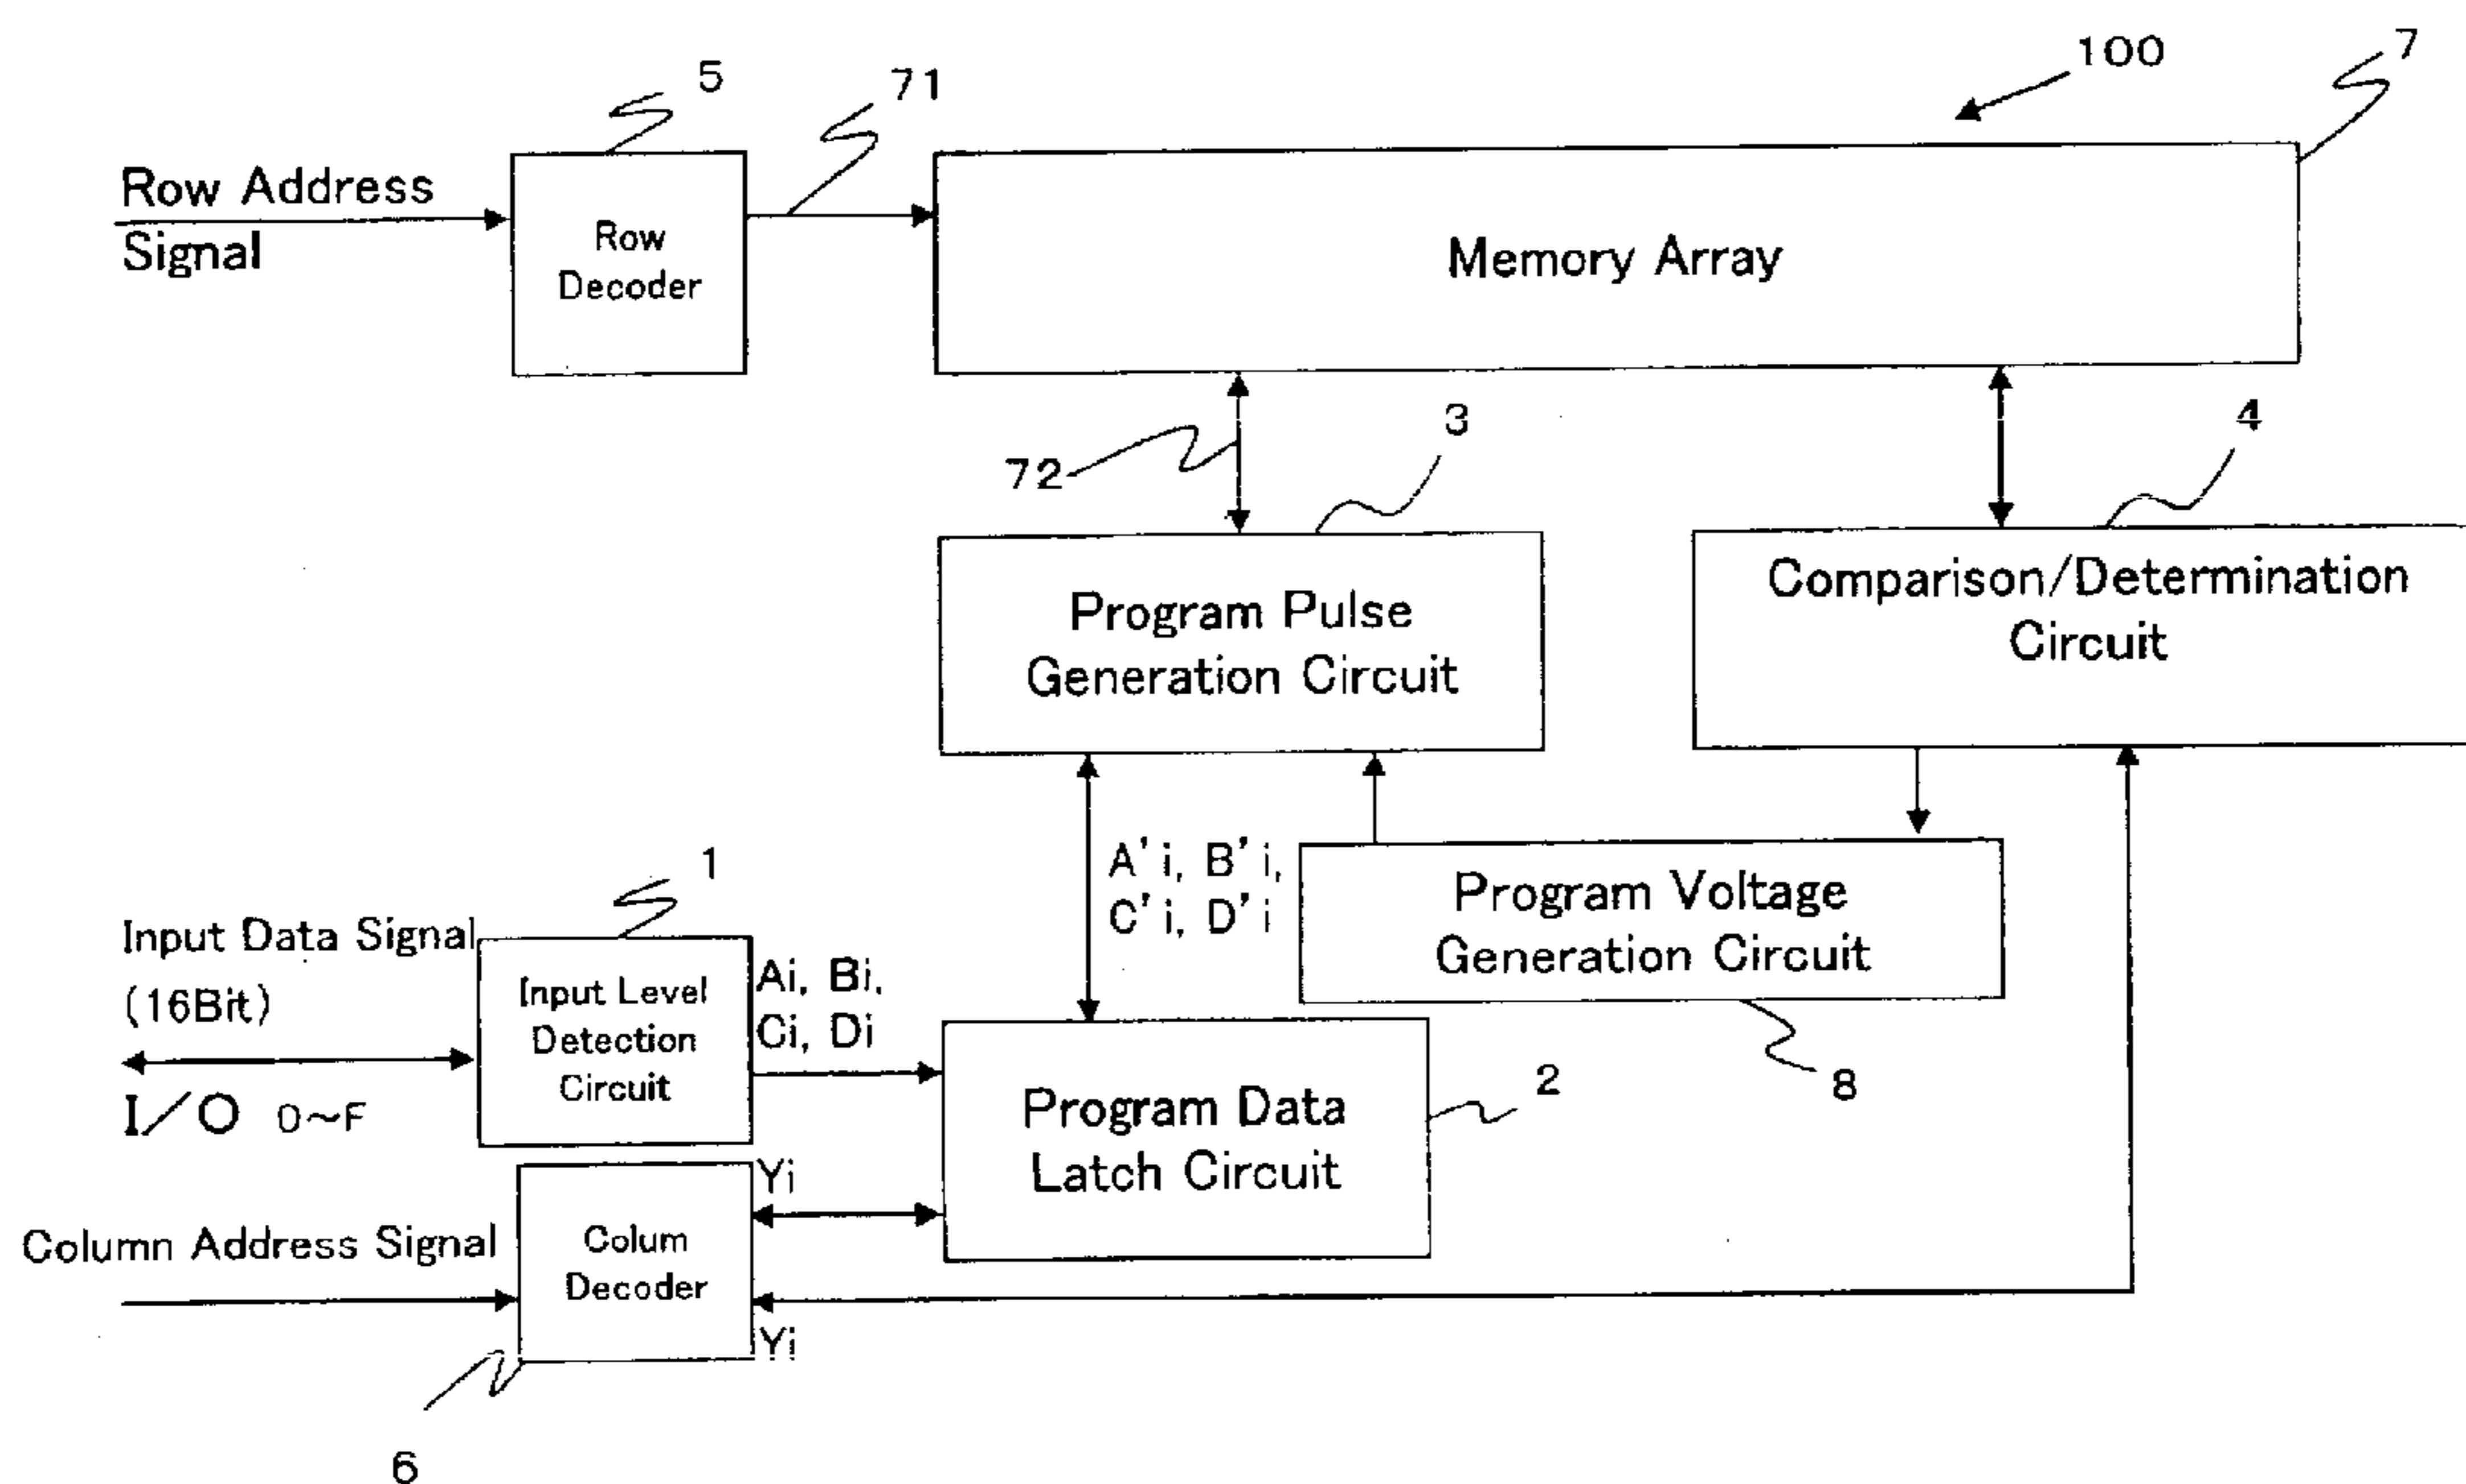 100
7
5
71
Row Address
Signal
Row
Decoder
Memory Array
72
3
4
Program Pulse
Generation Circuit
Comparison/Determination
Circuit
A'i, B'i,
C'i, D'i
Program Voltage
Generation Circuit
8
1
Input Data Signal
(16Bit)
I/O 0~F
Input Level
Detection
Circuit
Ai, Bi,
Ci, Di
Program Data
Latch Circuit
2
Yi
Column Address Signal
Colum
Decoder
Yi
6